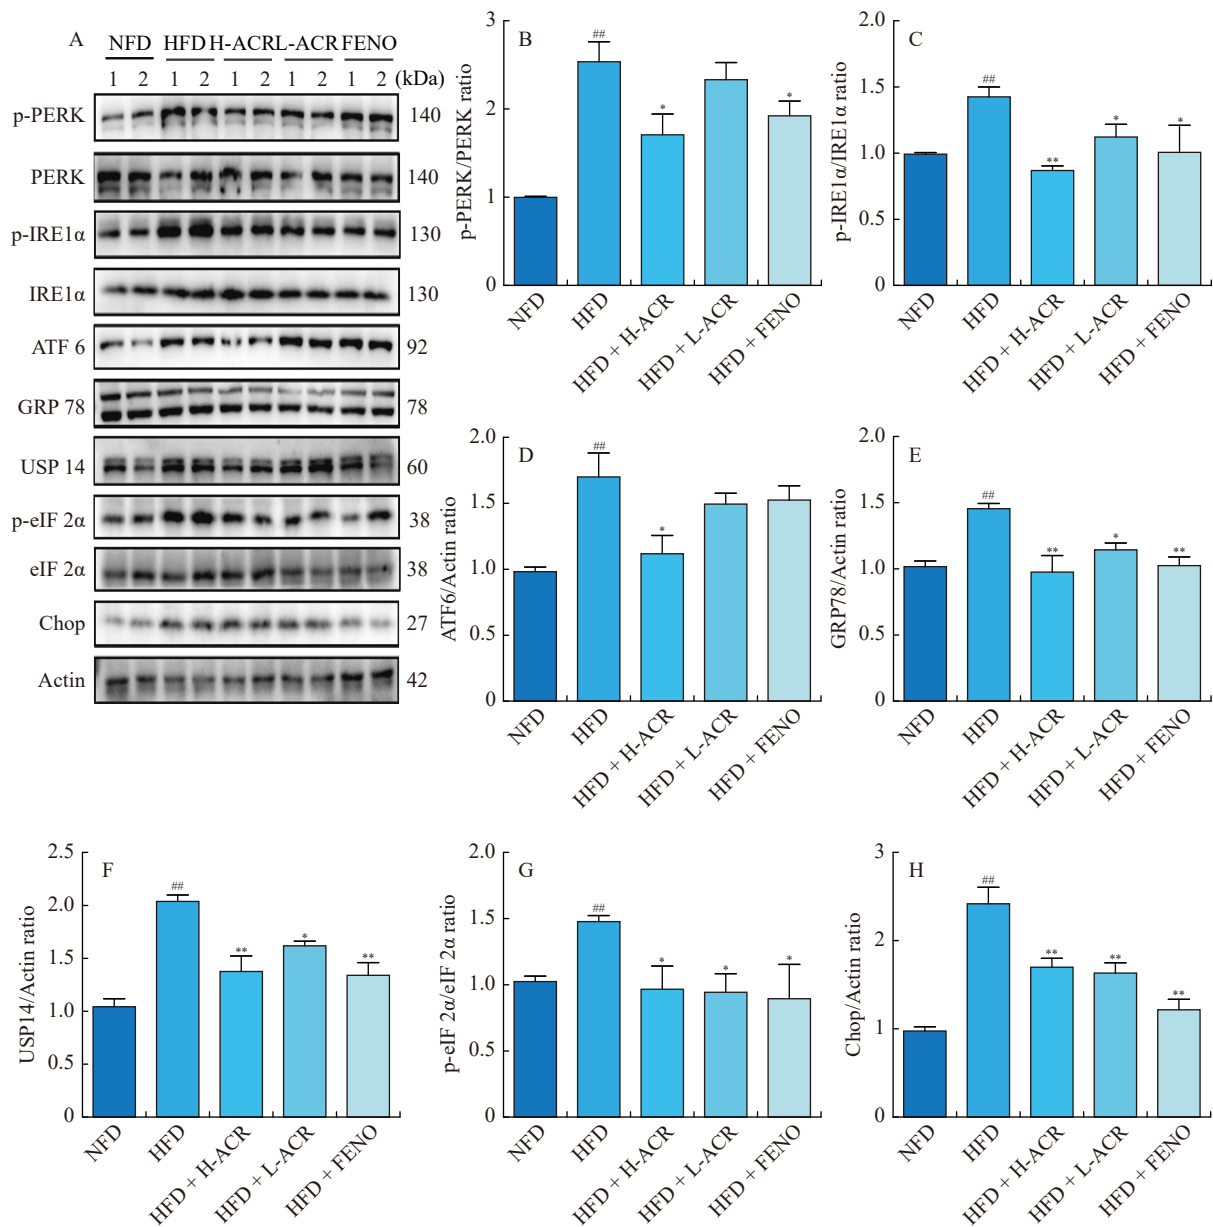 A
NFD HFD H-ACR L-ACR FENO
1 2 1 2 1 2 1 2 1 2 (kDa)
p-PERK 140
PERK 140
p-IRE1α 130
IRE1α 130
ATF 6 92
GRP 78 78
USP 14 60
p-eIF 2α 38
eIF 2α 38
Chop 27
Actin 42
B
p-PERK/PERK ratio
3
2
1
0
##
*
*
NFD
HFD
HFD + H-ACR
HFD + L-ACR
HFD + FENO
C
p-IRE1α/IRE1Aα ratio
2.0
1.5
1.0
0.5
0
##
**
*
*
NFD
HFD
HFD + H-ACR
HFD + L-ACR
HFD + FENO
D
ATF6/Actin ratio
2.0
1.5
1.0
0.5
0
##
*
NFD
HFD
HFD + H-ACR
HFD + L-ACR
HFD + FENO
E
GRP78/Actin ratio
2.0
1.5
1.0
0.5
0
##
**
*
**
NFD
HFD
HFD + H-ACR
HFD + L-ACR
HFD + FENO
F
USP14/Actin ratio
2.5
2.0
1.5
1.0
0.5
0
##
**
*
**
NFD
HFD
HFD + H-ACR
HFD + L-ACR
HFD + FENO
G
p-eIF 2α/eIF 2α ratio
2.0
1.5
1.0
0.5
0
##
*
*
*
NFD
HFD
HFD + H-ACR
HFD + L-ACR
HFD + FENO
H
Chop/Actin ratio
3
2
1
0
##
**
**
**
NFD
HFD
HFD + H-ACR
HFD + L-ACR
HFD + FENO